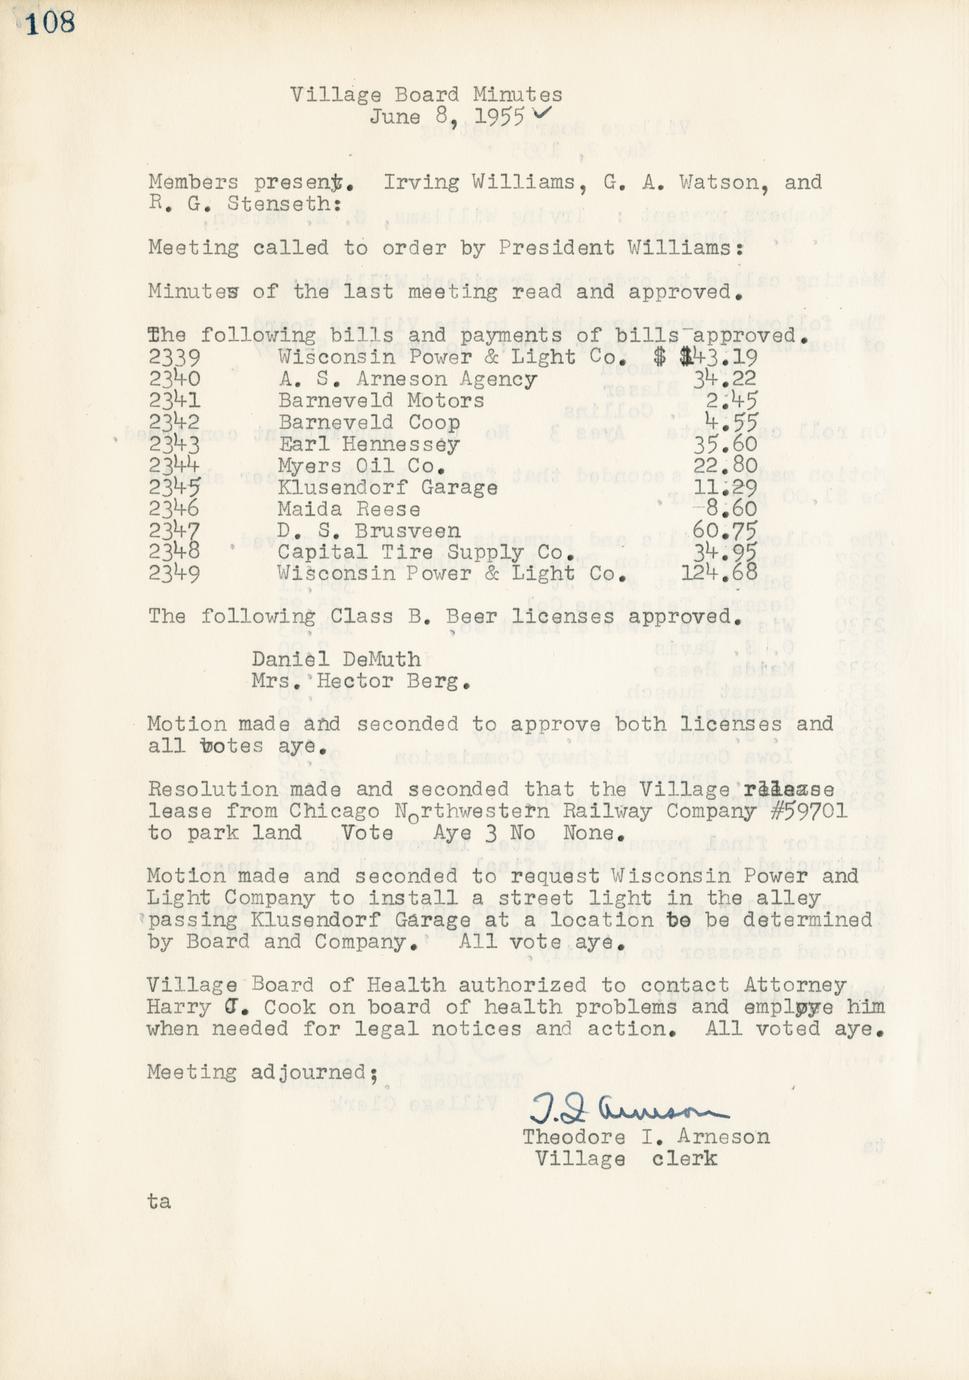 108
Village Board Minutes
June 8, 1955 ✓
Members present. Irving Williams, G. A. Watson, and
R. G. Stenseth:
Meeting called to order by President Williams:
Minutes of the last meeting read and approved.
The following bills and payments of bills approved.
2339 Wisconsin Power & Light Co. $ $43.19
2340 A. S. Arneson Agency 34.22
2341 Barneveld Motors 2.45
2342 Barneveld Coop 4.55
2343 Earl Hennessey 35.60
2344 Myers Oil Co. 22.80
2345 Klusendorf Garage 11.29
2346 Maida Reese 8.60
2347 D. S. Brusveen 60.75
2348 Capital Tire Supply Co. 34.95
2349 Wisconsin Power & Light Co. 124.68
The following Class B. Beer licenses approved.
Daniel DeMuth
Mrs. Hector Berg.
Motion made and seconded to approve both licenses and
all votes aye.
Resolution made and seconded that the Village release
lease from Chicago Northwestern Railway Company #59701
to park land Vote Aye 3 No None.
Motion made and seconded to request Wisconsin Power and
Light Company to install a street light in the alley
passing Klusendorf Garage at a location to be determined
by Board and Company. All vote aye.
Village Board of Health authorized to contact Attorney
Harry J. Cook on board of health problems and employe him
when needed for legal notices and action. All voted aye.
Meeting adjourned;
T. I. Arneson
Theodore I. Arneson
Village clerk
ta